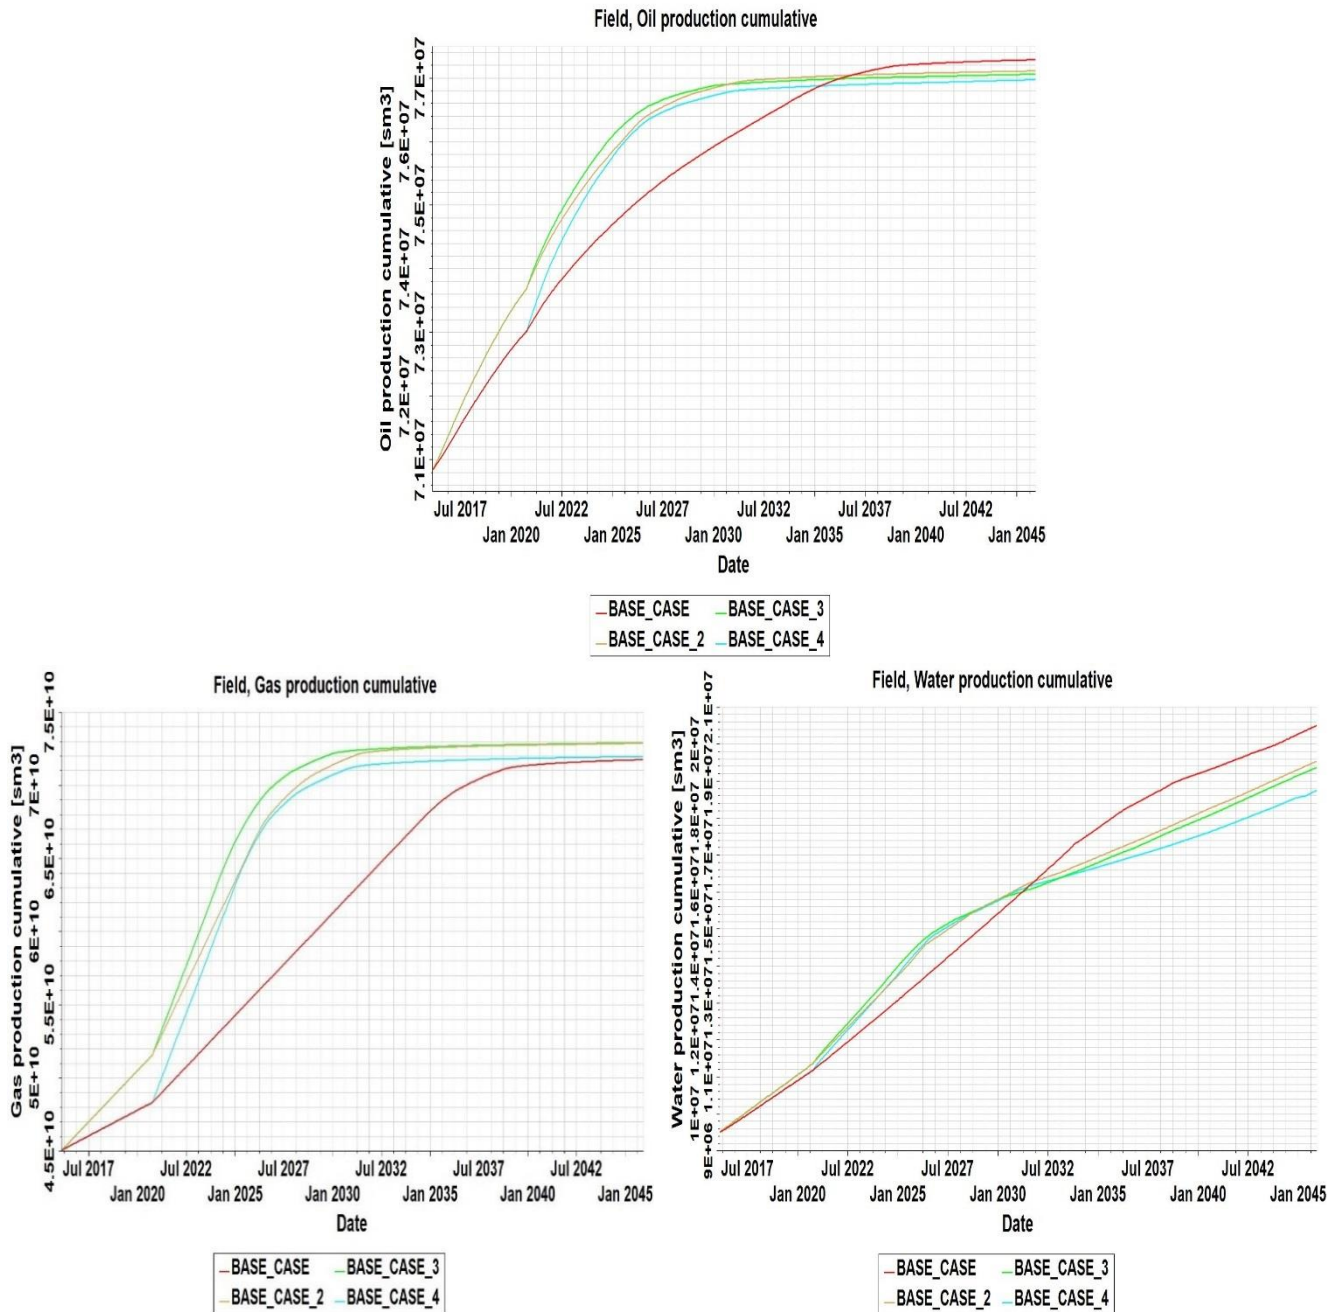 Field, Oil production cumulative
Oil production cumulative [sm3]
7.7E+07
7.6E+07
7.5E+07
7.4E+07
7.3E+07
7.2E+07
7.1E+07
Jul 2017 Jul 2022 Jul 2027 Jul 2032 Jul 2037 Jul 2042
Jan 2020 Jan 2025 Jan 2030 Jan 2035 Jan 2040 Jan 2045
Date
BASE_CASE BASE_CASE_3
BASE_CASE_2 BASE_CASE_4
Field, Gas production cumulative
Gas production cumulative [sm3]
7.5E+10
7E+10
6.5E+10
6E+10
5.5E+10
5E+10
4.5E+10
Jul 2017 Jul 2022 Jul 2027 Jul 2032 Jul 2037 Jul 2042
Jan 2020 Jan 2025 Jan 2030 Jan 2035 Jan 2040 Jan 2045
Date
BASE_CASE BASE_CASE_3
BASE_CASE_2 BASE_CASE_4
Field, Water production cumulative
Water production cumulative [sm3]
9E+06 1E+07 1.1E+07 1.2E+07 1.3E+07 1.4E+07 1.5E+07 1.6E+07 1.7E+07 1.8E+07 1.9E+07 2E+07 2.1E+07
Jul 2017 Jul 2022 Jul 2027 Jul 2032 Jul 2037 Jul 2042
Jan 2020 Jan 2025 Jan 2030 Jan 2035 Jan 2040 Jan 2045
Date
BASE_CASE BASE_CASE_3
BASE_CASE_2 BASE_CASE_4